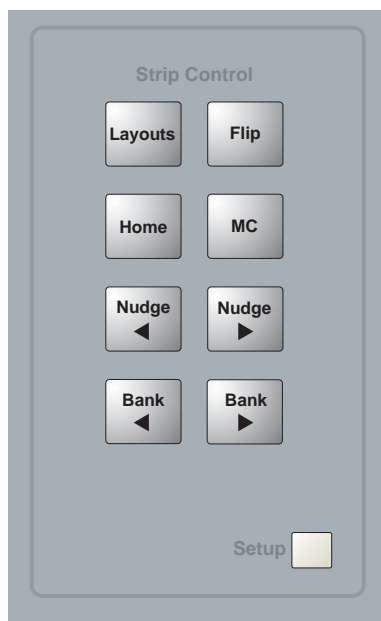 Strip Control
Layouts Flip
Home MC
Nudge Nudge
Bank Bank
Setup